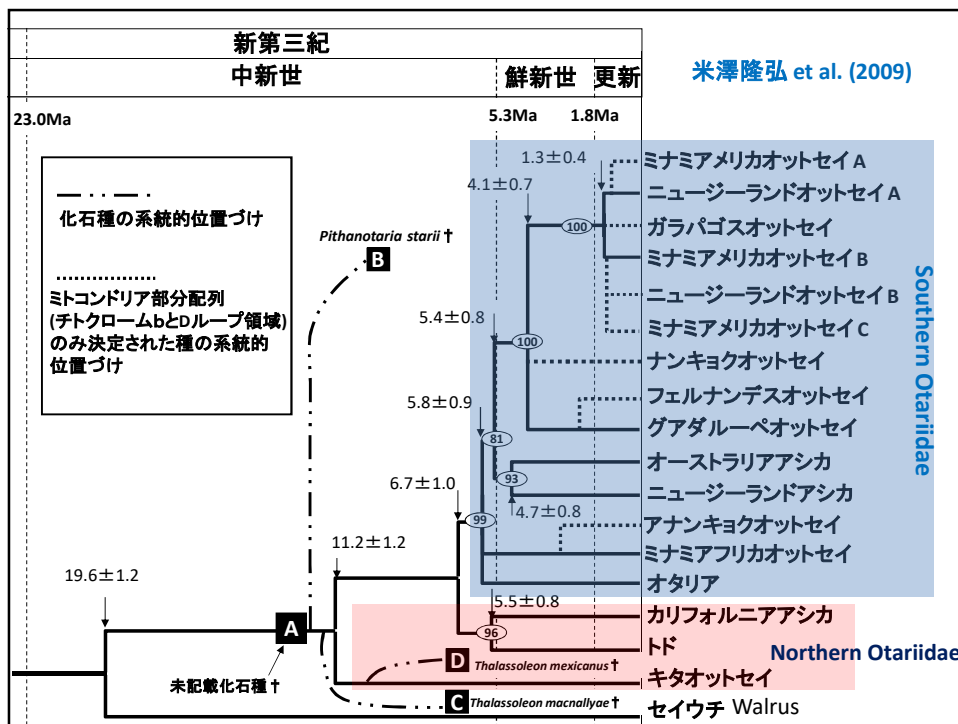 新第三紀
中新世
鮮新世
更新
米澤隆弘 et al. (2009)
23.0Ma
5.3Ma
1.8Ma
化石種の系統的位置づけ
ミトコンドリア部分配列
(チトクロームbとDループ領域)
のみ決定された種の系統的
位置づけ
Pithanotaria starii †
B
1.3±0.4
4.1±0.7
5.4±0.8
5.8±0.9
6.7±1.0
11.2±1.2
19.6±1.2
4.7±0.8
5.5±0.8
100
100
81
93
99
96
ミナミアメリカオットセイ A
ニュージーランドオットセイ A
ガラパゴスオットセイ
ミナミアメリカオットセイ B
ニュージーランドオットセイ B
ミナミアメリカオットセイ C
ナンキョクオットセイ
フェルナンデスオットセイ
グアダルーペオットセイ
オーストラリアアシカ
ニュージーランドアシカ
アナンキョクオットセイ
ミナミアフリカオットセイ
オタリア
カリフォルニアアシカ
トド
キタオットセイ
セイウチ Walrus
Southern Otariidae
Northern Otariidae
A
未記載化石種 †
D
Thalassoleon mexicanus †
C
Thalassoleon macnallyae †